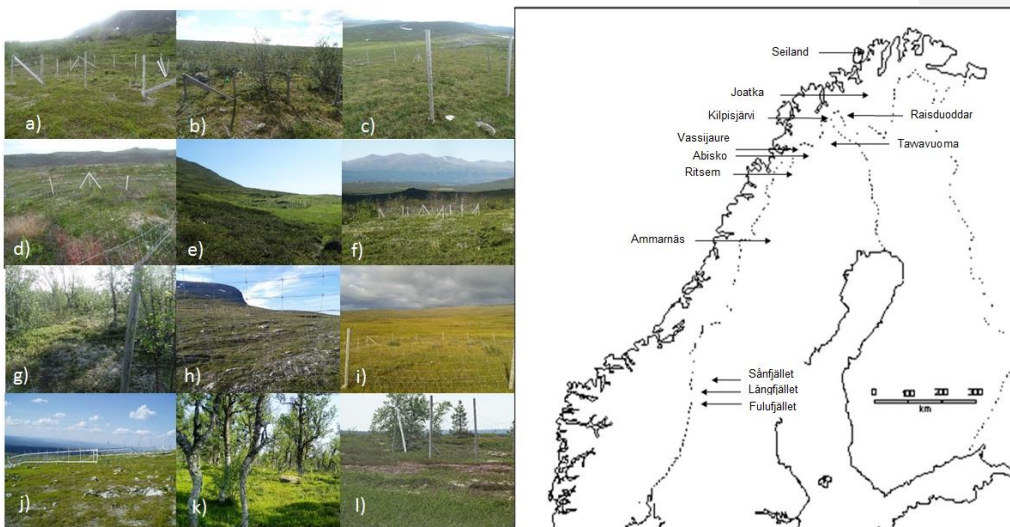 a)
b)
c)
d)
e)
f)
g)
h)
i)
j)
k)
l)
Seiland
Joatka
Kilpisjärvi
Raisduoddar
Vassijaure
Tawavuoma
Abisko
Ritsem
Ammarnäs
Sånfjället
Långfjället
Fulufjället
0 100 200 300
km